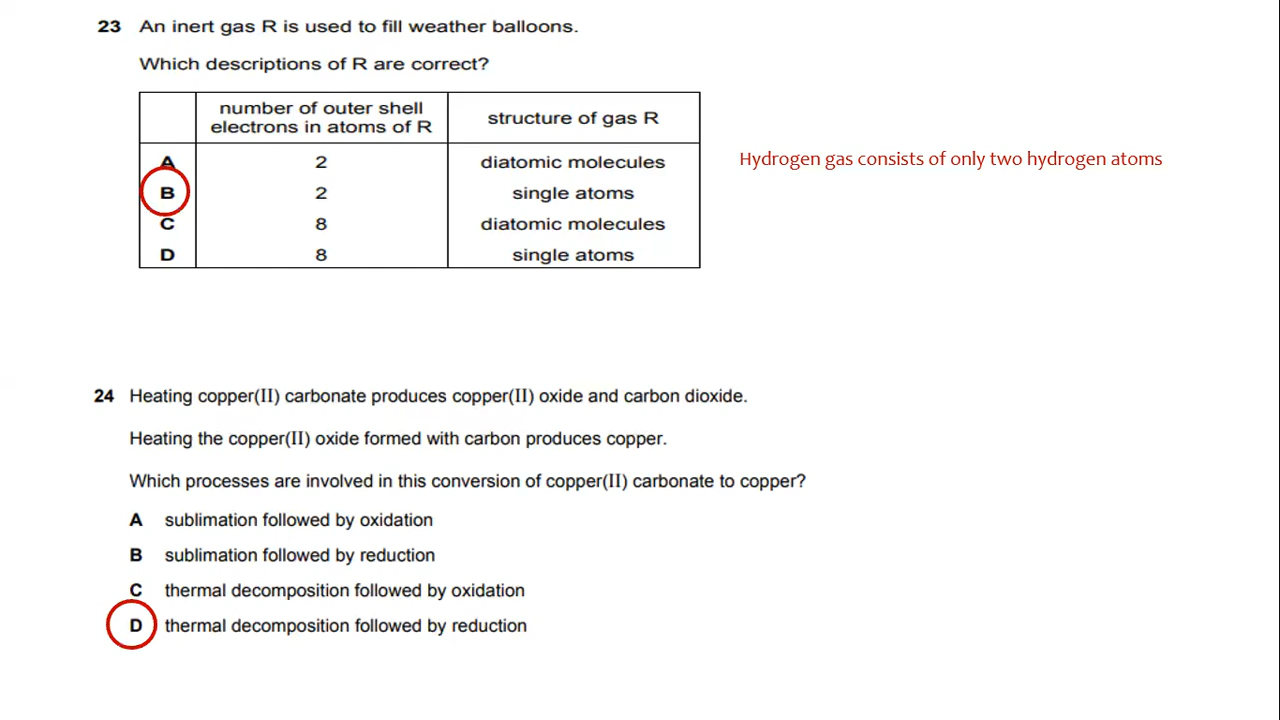 23 An inert gas R is used to fill weather balloons.
Which descriptions of R are correct?
number of outer shell electrons in atoms of R structure of gas R
A 2 diatomic molecules
Hydrogen gas consists of only two hydrogen atoms
B 2 single atoms
C 8 diatomic molecules
D 8 single atoms
24 Heating copper(II) carbonate produces copper(II) oxide and carbon dioxide.
Heating the copper(II) oxide formed with carbon produces copper.
Which processes are involved in this conversion of copper(II) carbonate to copper?
A sublimation followed by oxidation
B sublimation followed by reduction
C thermal decomposition followed by oxidation
D thermal decomposition followed by reduction